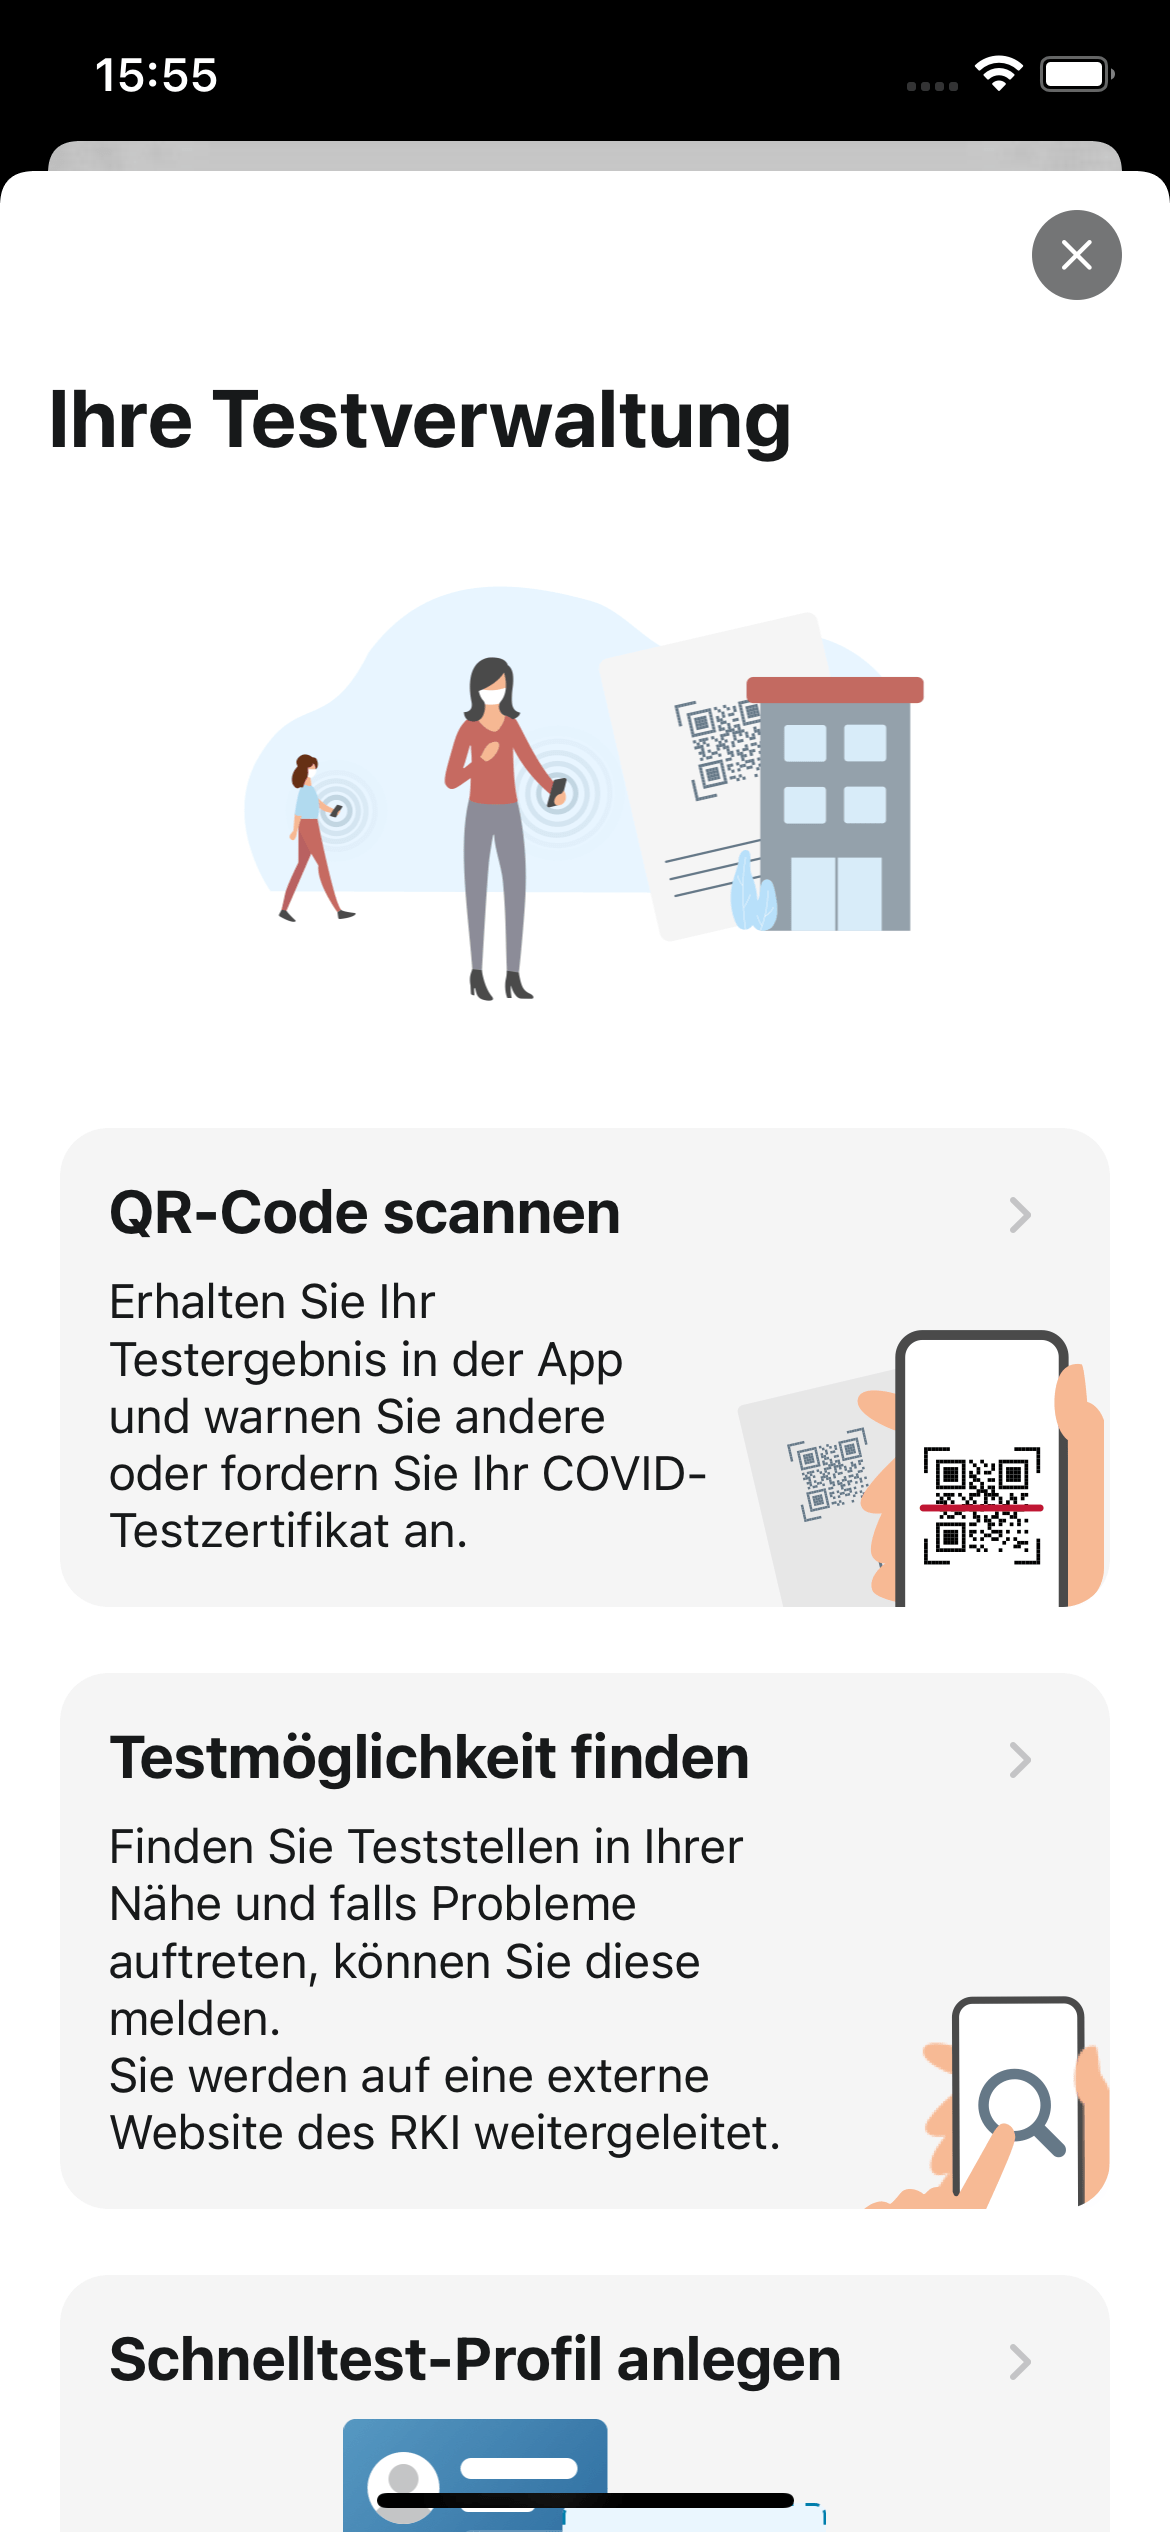 15:55
Ihre Testverwaltung
QR-Code scannen
Erhalten Sie Ihr
Testergebnis in der App
und warnen Sie andere
oder fordern Sie Ihr COVID-
Testzertifikat an.
Testmöglichkeit finden
Finden Sie Teststellen in Ihrer
Nähe und falls Probleme
auftreten, können Sie diese
melden.
Sie werden auf eine externe
Website des RKI weitergeleitet.
Schnelltest-Profil anlegen